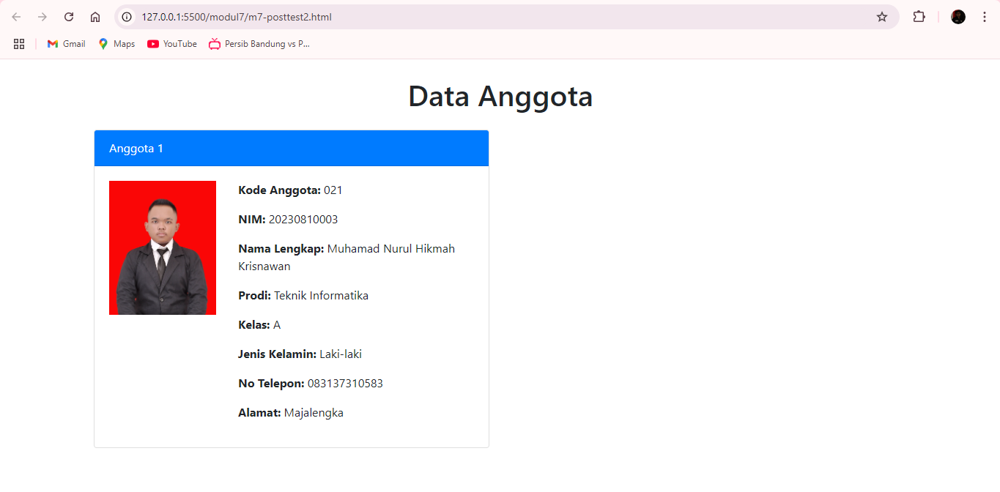 127.0.0.1:5500/modul7/m7-posttest2.html
Gmail Maps YouTube Persib Bandung vs P...
Data Anggota
Anggota 1
Kode Anggota: 021
NIM: 20230810003
Nama Lengkap: Muhamad Nurul Hikmah
Krisnawan
Prodi: Teknik Informatika
Kelas: A
Jenis Kelamin: Laki-laki
No Telepon: 083137310583
Alamat: Majalengka